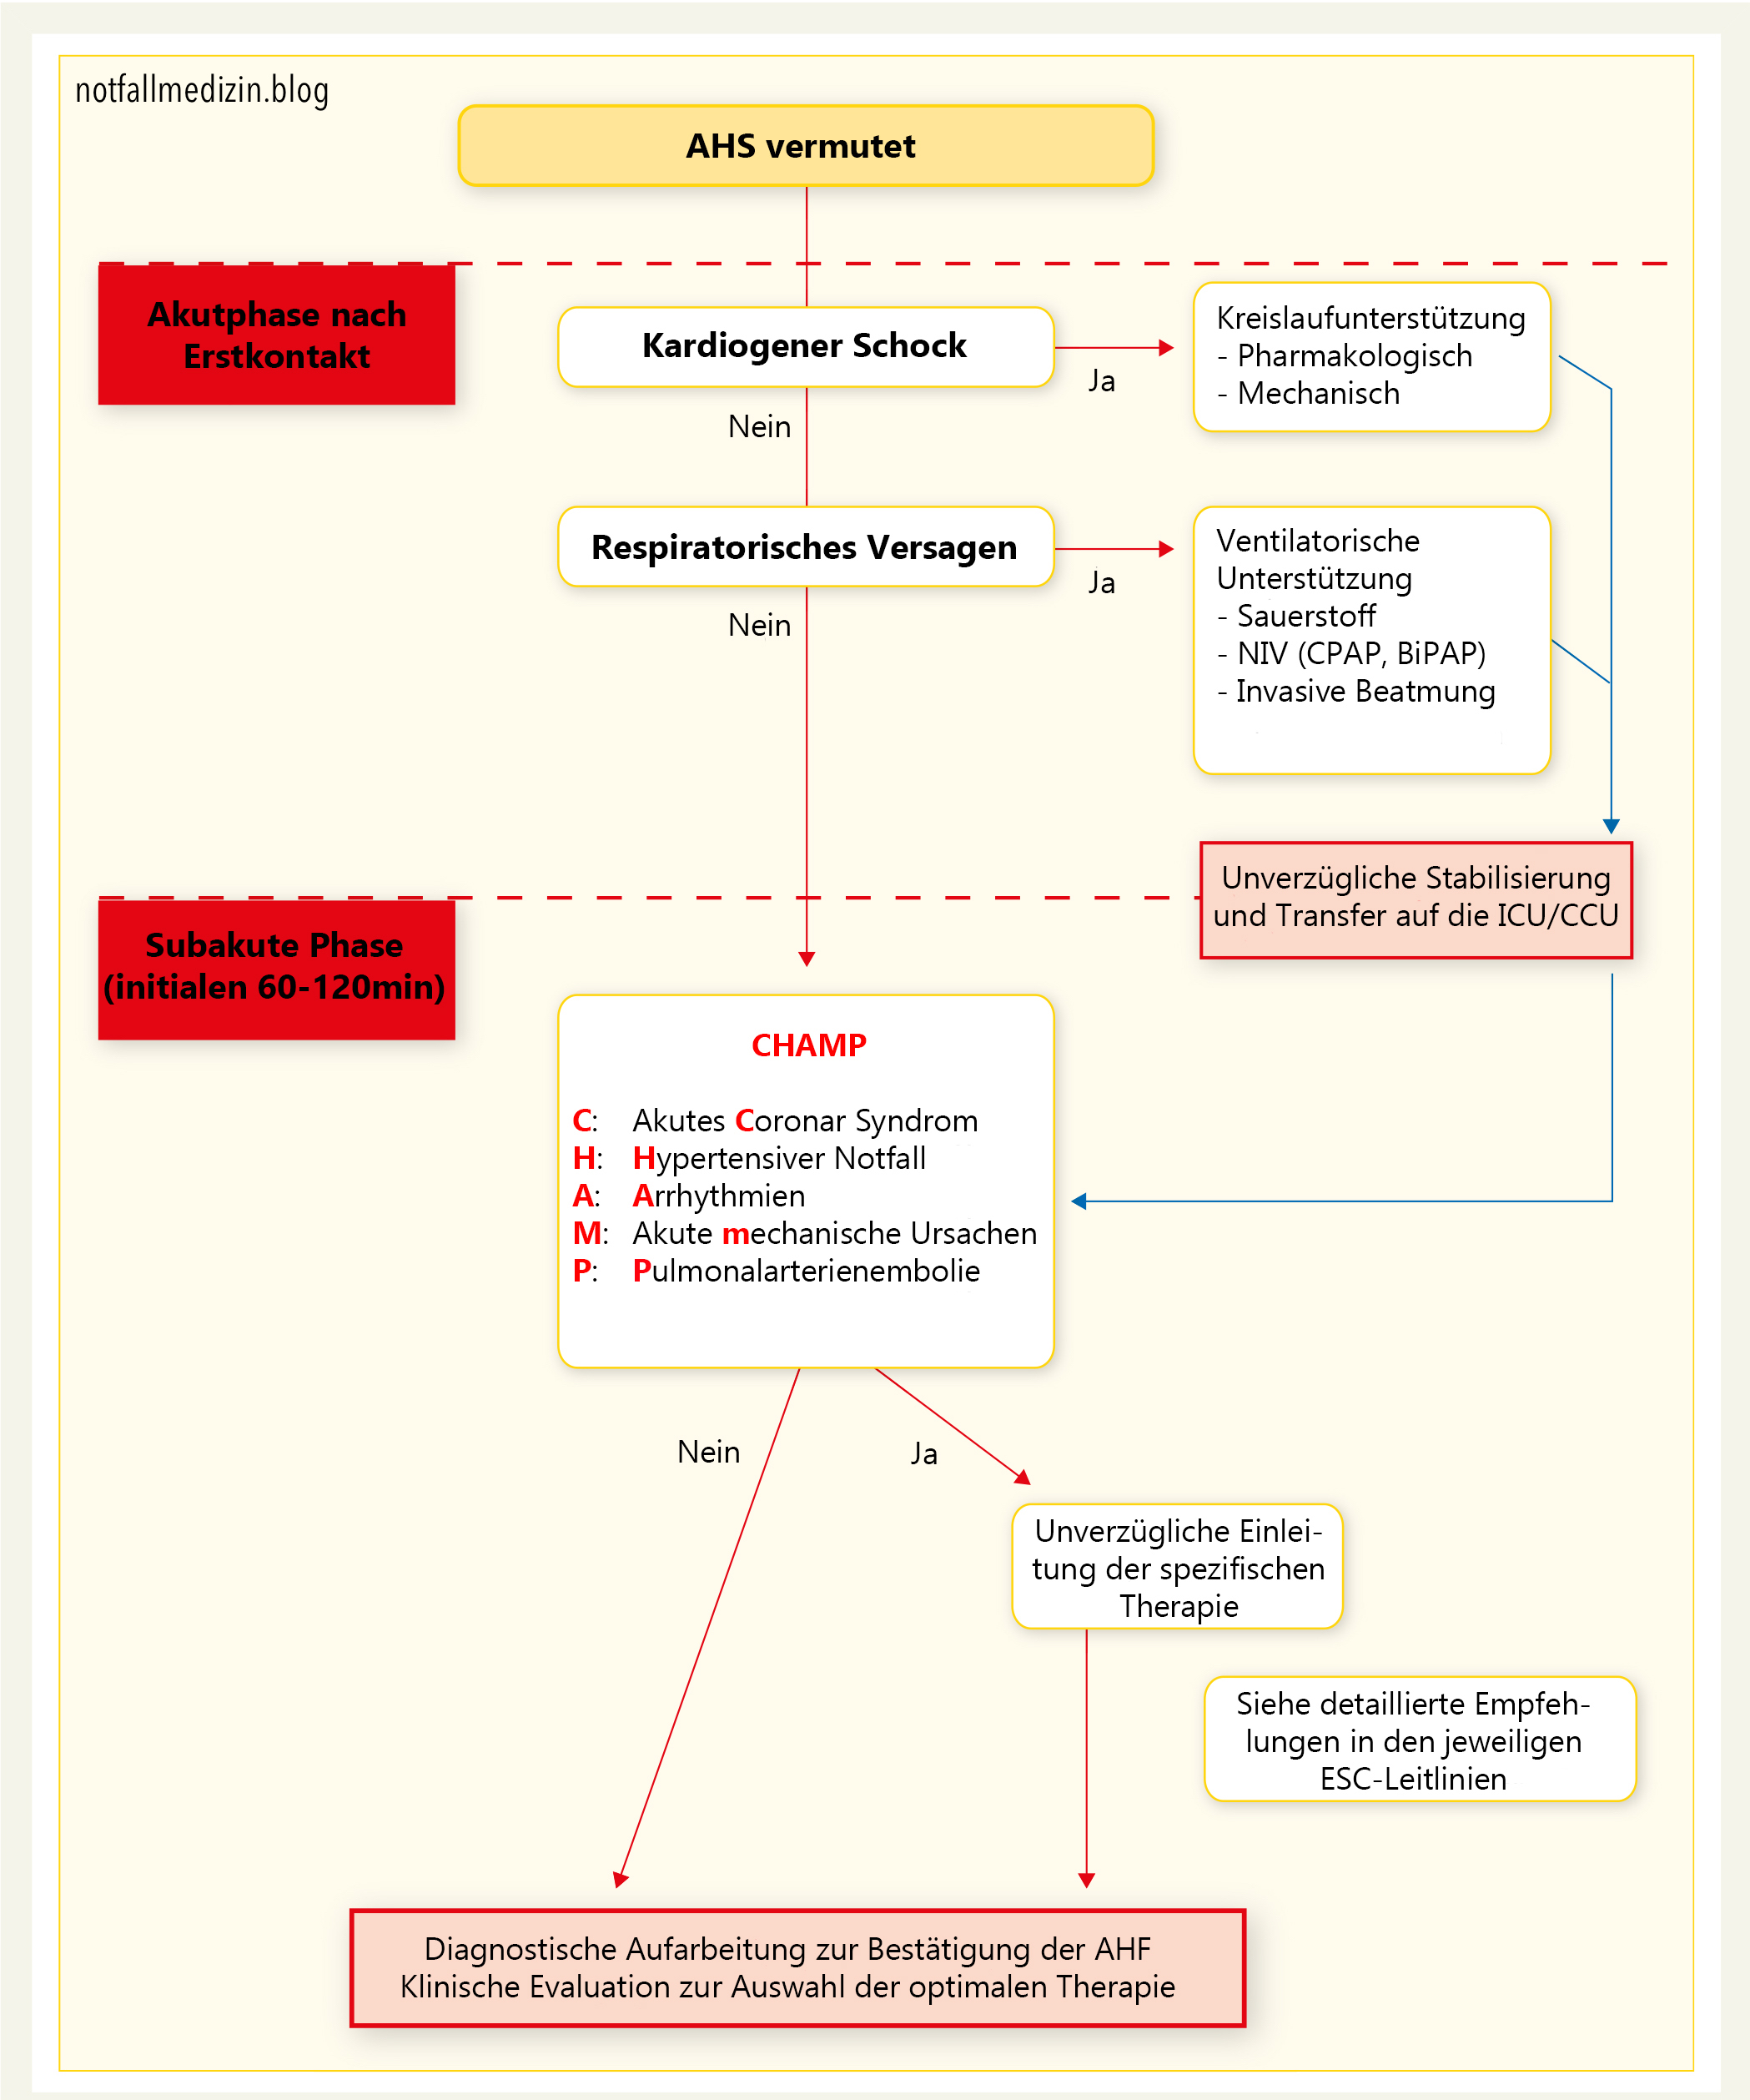 notfallmedizin.blog
AHS vermutet
Akutphase nach
Erstkontakt
Kardiogener Schock
Ja
Nein
Kreislaufunterstützung
- Pharmakologisch
- Mechanisch
Respiratorisches Versagen
Ja
Nein
Ventilatorische
Unterstützung
- Sauerstoff
- NIV (CPAP, BiPAP)
- Invasive Beatmung
Unverzügliche Stabilisierung
und Transfer auf die ICU/CCU
Subakute Phase
(initialen 60-120min)
CHAMP
C: Akutes Coronar Syndrom
H: Hypertensiver Notfall
A: Arrhythmien
M: Akute mechanische Ursachen
P: Pulmonalarterienembolie
Nein
Ja
Unverzügliche Einlei-
tung der spezifischen
Therapie
Siehe detaillierte Empfeh-
lungen in den jeweiligen
ESC-Leitlinien
Diagnostische Aufarbeitung zur Bestätigung der AHF
Klinische Evaluation zur Auswahl der optimalen Therapie